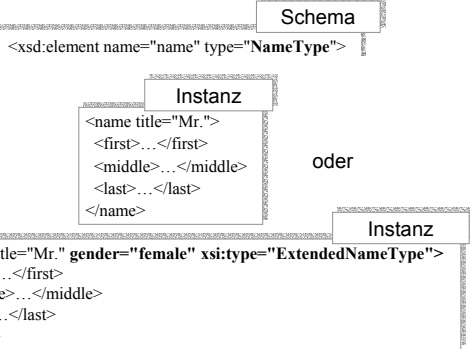 Schema
<xsd:element name="name" type="NameType">
Instanz
<name title="Mr.">
<first>…</first>
<middle>…</middle>
<last>…</last>
</name>
oder
Instanz
tle="Mr." gender="female" xsi:type="ExtendedNameType">
…</first>
e>…</middle>
…</last>